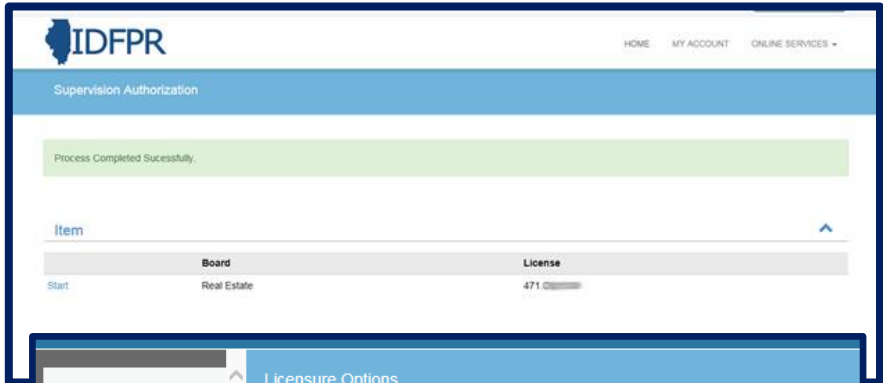 IDFPR
HOME MY ACCOUNT ONLINE SERVICES
Supervision Authorization
Process Completed Sucessfully.
Item
Board License
Start Real Estate 471.
Licensure Options